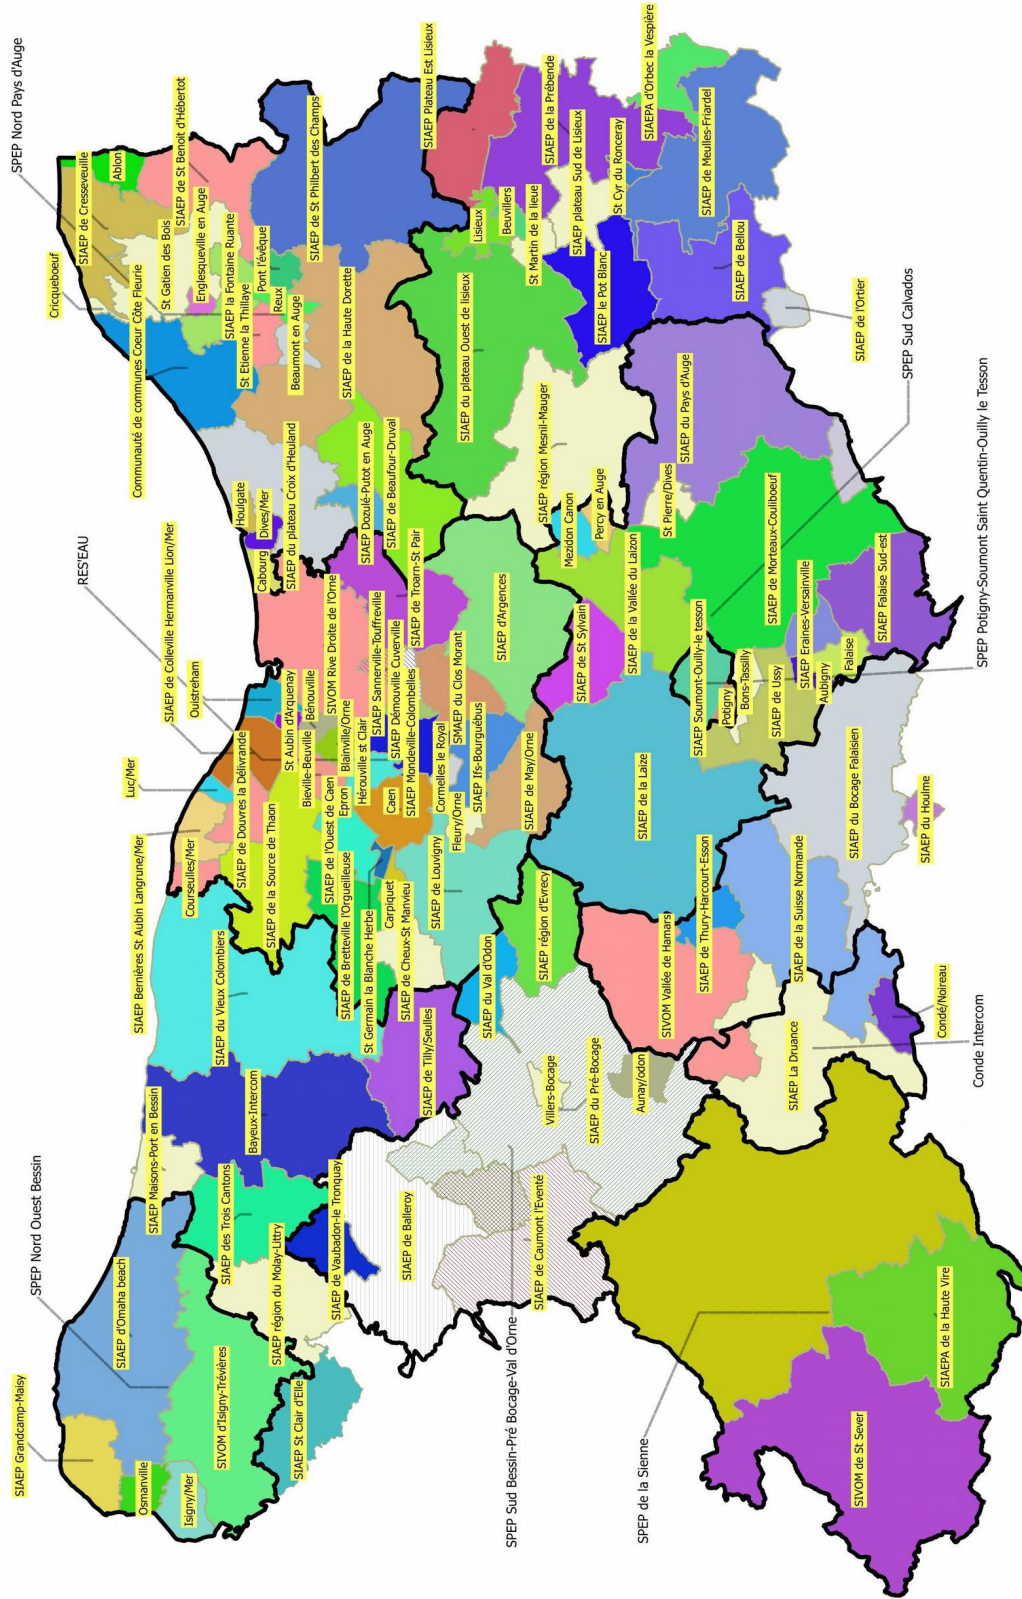 SIAEP Grandcamp-Maisy
SPEP Nord Ouest Bessin
SIAEP d'Omaha beach
Osmanville
Isigny/Mer
SIVOM d'Isigny-Trévières
SIAEP St Clair d'Elle
SIAEP région du Molay-Littry
SIAEP des Trois Cantons
SIAEP Maisons-Port en Bessin
Bayeux-Intercom
SIAEP de Vaubadon-le Tronquay
SIAEP de Balleroy
SIAEP de Caumont l'Eventé
SPEP Sud Bessin-Pré Bocage-Val d'Orne
SIAEP du Vieux Colombiers
SIAEP Bernières St Aubin Langrune/Mer
Courseulles/Mer
Luc/Mer
SIAEP de Douvres la Délivrande
SIAEP de la Source de Thaon
SIAEP de l'Ouest de Caen
SIAEP de Bretteville l'Orgueilleuse
St Germain la Blanche Herbe
Carpiquet
SIAEP de Cheux-St Manvieu
SIAEP de Tilly/Seulles
SIAEP de Louvigny
SIAEP du Val d'Odon
SIAEP région d'Evrecy
Villers-Bocage
SIAEP du Pré-Bocage
Aunay/odon
RES'EAU
SIAEP de Colleville Hermanville Lion/Mer
Ouistreham
St Aubin d'Arquenay
Bénouville
Bieville-Beuville
SIVOM Rive Droite de l'Orne
Blainville/Orne
Epron
Hérouville st Clair
SIAEP Sannerville-Touffreville
Caen
SIAEP Démouville Cuverville
SIAEP Mondeville-Colombelles
Cormelles le Royal
Fleury/Orne
SMAEP du Clos Morant
SIAEP Ifs-Bourguébus
SIAEP de May/Orne
SIAEP de Troarn-St Pair
SIAEP d'Argences
Houlgate
Dives/Mer
Cabourg
SIAEP du plateau Croix d'Heuland
SIAEP Dozulé-Putot en Auge
SIAEP de Beaufour-Druval
Communauté de communes Coeur Côte Fleurie
Cricqueboeuf
SIAEP de Cresseveuille
SPEP Nord Pays d'Auge
Ablon
SIAEP de St Benoit d'Hébertot
St Gatien des Bois
Englesqueville en Auge
SIAEP la Fontaine Ruante
St Etienne la Thillaye
Pont l'évêque
Reux
Beaumont en Auge
SIAEP de St Philbert des Champs
SIAEP de la Haute Dorette
SIAEP Plateau Est Lisieux
Lisieux
Beuvillers
St Martin de la lieue
SIAEP de la Prébende
SIAEP plateau Sud de Lisieux
St Cyr du Ronceray
SIAEPA d'Orbec la Vespière
SIAEP de Meulles-Friardel
SIAEP du plateau Ouest de lisieux
SIAEP le Pot Blanc
SIAEP de Bellou
SIAEP de l'Ortier
SIAEP région Mesnil-Mauger
Mezidon Canon
Percy en Auge
SIAEP du Pays d'Auge
St Pierre/Dives
SPEP Sud Calvados
SIAEP de St Sylvain
SIAEP de la Vallée du Laizon
SIAEP de Morteaux-Couliboeuf
SIAEP Soumont-Ouilly-le tesson
Potigny
Bons-Tassilly
SIAEP de Ussy
SIAEP Eraines-Versainville
Aubigny
Falaise
SIAEP Falaise Sud-est
SPEP Potigny-Soumont Saint Quentin-Ouilly le Tesson
SIAEP de la Laize
SIVOM Vallée de Hamars
SIAEP de Thury-Harcourt-Esson
SIAEP de la Suisse Normande
SIAEP du Bocage Falaisien
SIAEP du Houlme
SIAEP La Druance
Condé/Noireau
Conde Intercom
SPEP de la Sienne
SIVOM de St Sever
SIAEPA de la Haute Vire